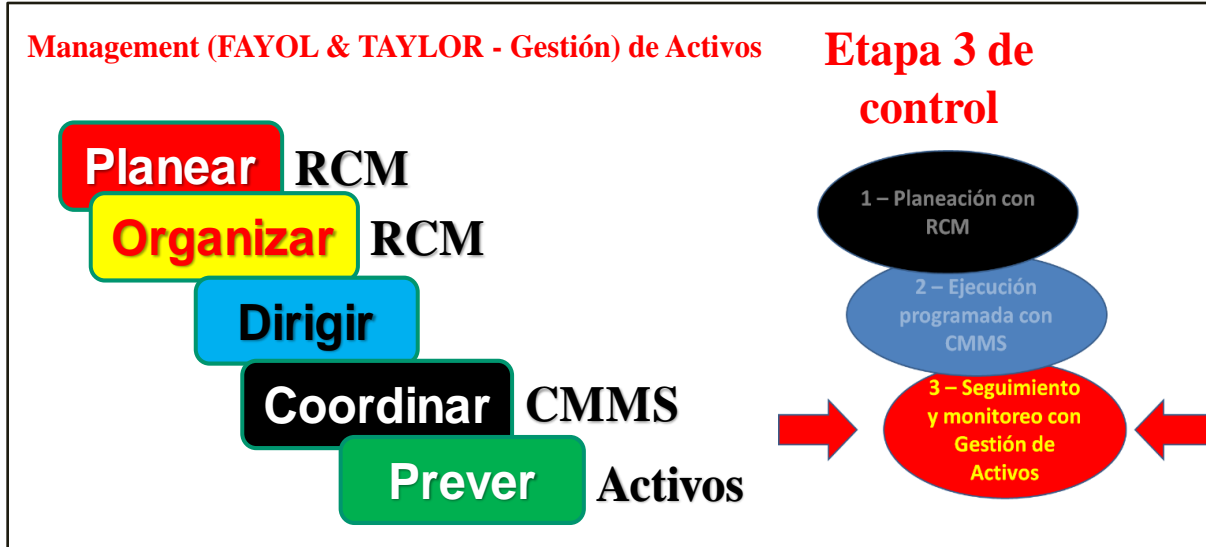 Management (FAYOL & TAYLOR - Gestión) de Activos
Etapa 3 de
control
Planear RCM
Organizar RCM
Dirigir
Coordinar CMMS
Prever Activos
1 – Planeación con
RCM
2 – Ejecución
programada con
CMMS
3 – Seguimiento
y monitoreo con
Gestión de
Activos